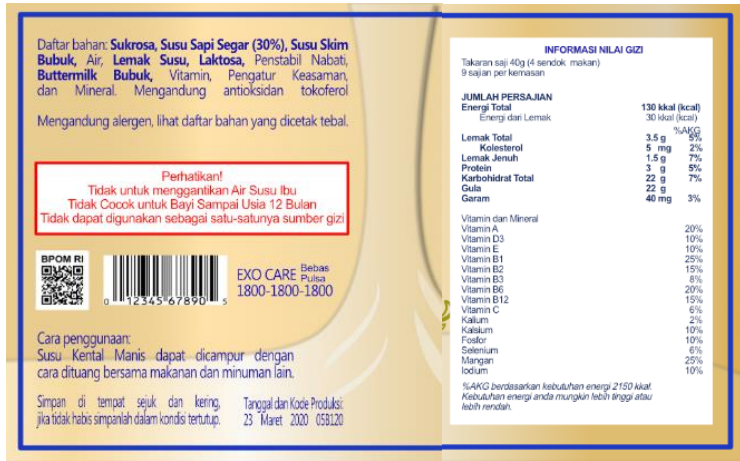 Daftar bahan: Sukrosa, Susu Sapi Segar (30%), Susu Skim
Bubuk, Air, Lemak Susu, Laktosa, Penstabil Nabati,
Buttermilk Bubuk, Vitamin, Pengatur Keasaman,
dan Mineral. Mengandung antioksidan tokoferol
Mengandung alergen, lihat daftar bahan yang dicetak tebal.
Perhatikan!
Tidak untuk menggantikan Air Susu Ibu
Tidak Cocok untuk Bayi Sampai Usia 12 Bulan
Tidak dapat digunakan sebagai satu-satunya sumber gizi
BPOM RI
0 12345 67890 5
EXO CARE Bebas Pulsa
1800-1800-1800
Cara penggunaan:
Susu Kental Manis dapat dicampur dengan
cara dituang bersama makanan dan minuman lain.
Simpan di tempat sejuk dan kering,
jika tidak habis simpanlah dalam kondisi tertutup.
Tanggal dan Kode Produksi:
23 Maret 2020 05B120
INFORMASI NILAI GIZI
Takaran saji 40g (4 sendok makan)
9 sajian per kemasan
JUMLAH PERSAJIAN
Energi Total 130 kkal (kcal)
Energi dari Lemak 30 kkal (kcal)
%AKG
Lemak Total 3.5 g 5%
Kolesterol 5 mg 2%
Lemak Jenuh 1.5 g 7%
Protein 3 g 5%
Karbohidrat Total 22 g 7%
Gula 22 g
Garam 40 mg 3%
Vitamin dan Mineral
Vitamin A 20%
Vitamin D3 10%
Vitamin E 10%
Vitamin B1 25%
Vitamin B2 15%
Vitamin B3 8%
Vitamin B6 20%
Vitamin B12 15%
Vitamin C 6%
Kalium 2%
Kalsium 10%
Fosfor 10%
Selenium 6%
Mangan 25%
Iodium 10%
%AKG berdasarkan kebutuhan energi 2150 kkal.
Kebutuhan energi anda mungkin lebih tinggi atau
lebih rendah.